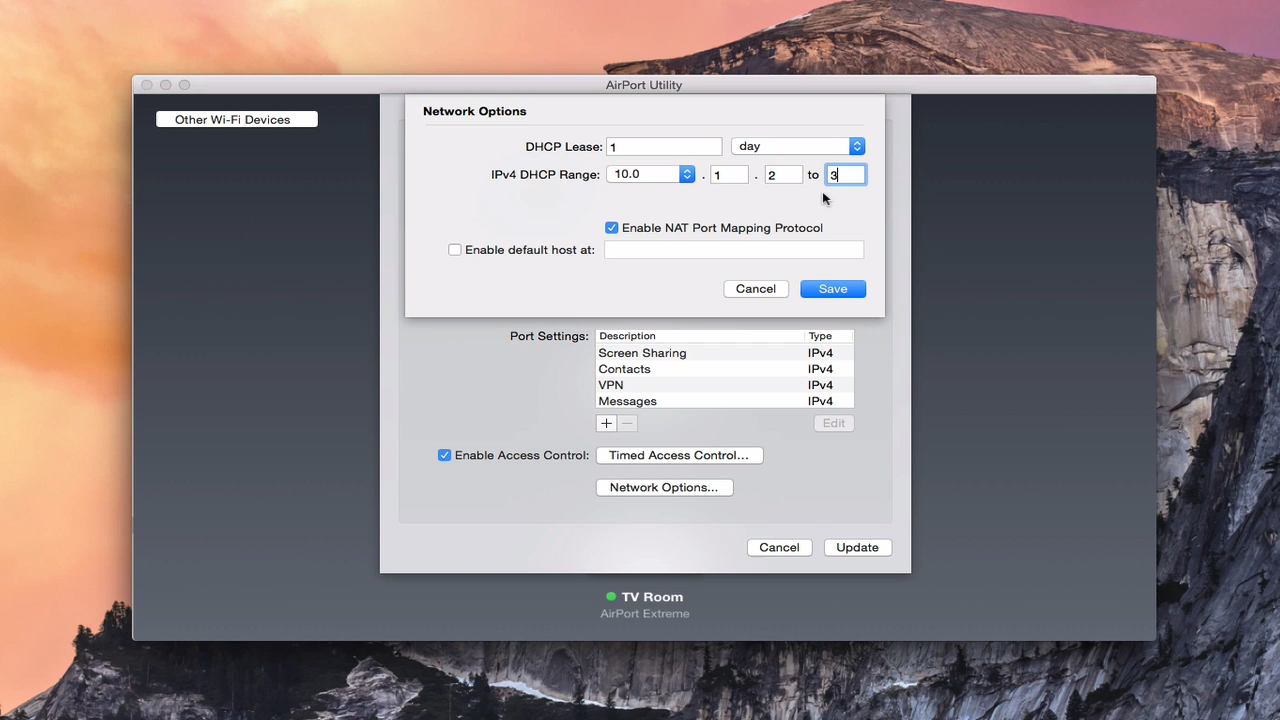 AirPort Utility
Other Wi-Fi Devices
Network Options
DHCP Lease: 1 day
IPv4 DHCP Range: 10.0 . 1 . 2 to 3
Enable NAT Port Mapping Protocol
Enable default host at:
Cancel Save
Port Settings: Description Type
Screen Sharing IPv4
Contacts IPv4
VPN IPv4
Messages IPv4
+ − Edit
Enable Access Control: Timed Access Control...
Network Options...
Cancel Update
TV Room
AirPort Extreme